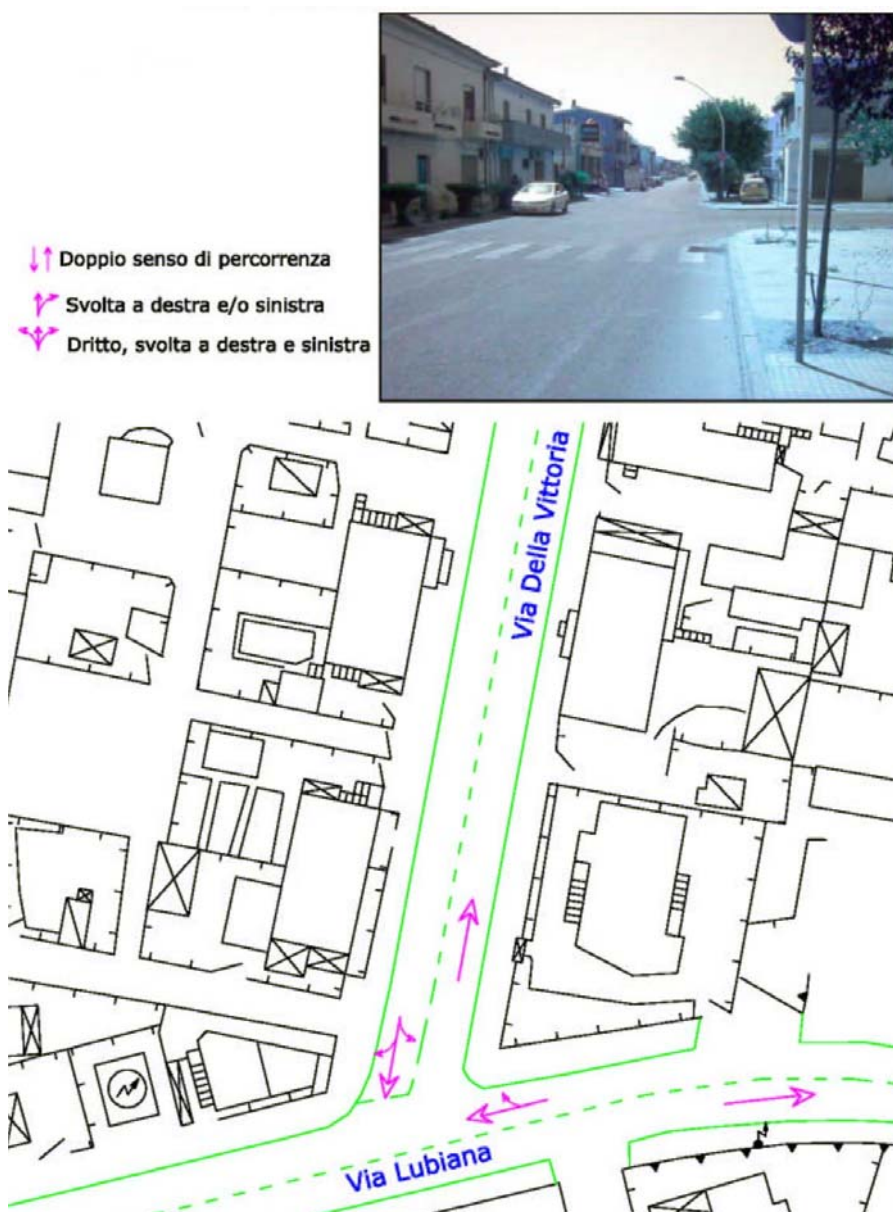 Doppio senso di percorrenza
Svolta a destra e/o sinistra
Dritto, svolta a destra e sinistra
Via Della Vittoria
Via Lubiana